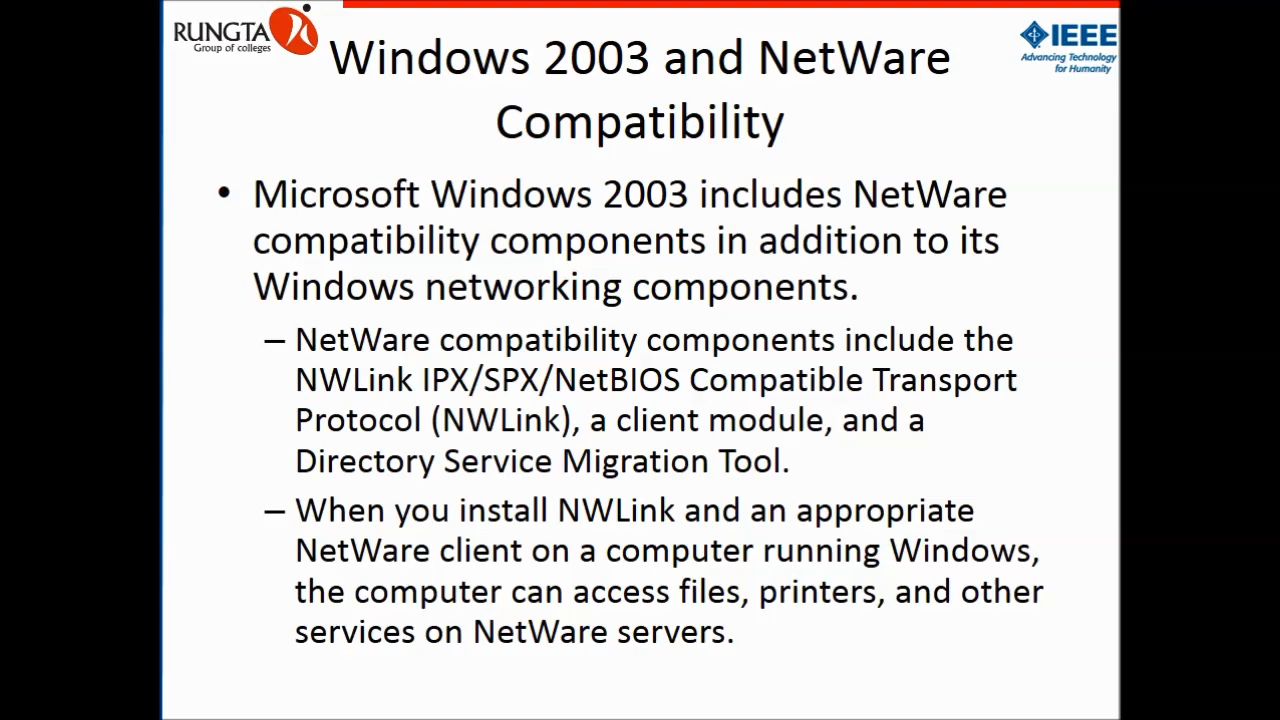 RUNGTA
Group of colleges
IEEE
Advancing Technology
for Humanity
Windows 2003 and NetWare
Compatibility
• Microsoft Windows 2003 includes NetWare
compatibility components in addition to its
Windows networking components.
– NetWare compatibility components include the
NWLink IPX/SPX/NetBIOS Compatible Transport
Protocol (NWLink), a client module, and a
Directory Service Migration Tool.
– When you install NWLink and an appropriate
NetWare client on a computer running Windows,
the computer can access files, printers, and other
services on NetWare servers.